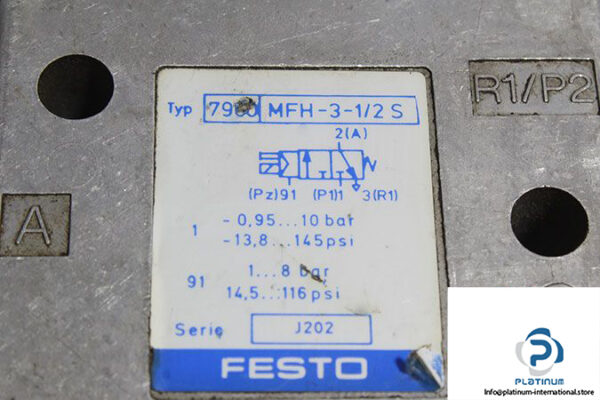 R1/P2
A
Typ 7960 MFH-3-1/2 S
2(A)
(Pz)91 (P1)1 3(R1)
1 -0,95...10 bar
-13,8...145psi
91 1...8 bar
14,5...116 psi
Serie J202
FESTO
PLATINUM
Info@platinum-international.store